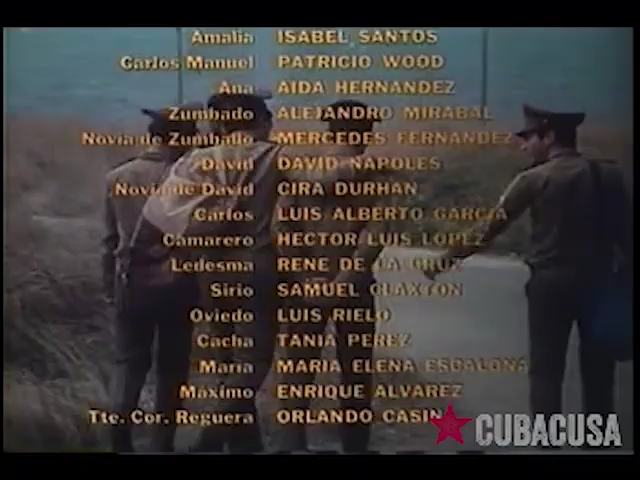 Amalia ISABEL SANTOS
Carlos Manuel PATRICIO WOOD
Ana AIDA HERNANDEZ
Zumbado ALEJANDRO MIRABAL
Novia de Zumbado MERCEDES FERNANDEZ
David DAVID NAPOLES
Novia de David CIRA DURHAN
Carlos LUIS ALBERTO GARCIA
Camarero HECTOR LUIS LOPEZ
Ledesma RENE DE LA CRUZ
Sirio SAMUEL CLAXTON
Oviedo LUIS RIELO
Cacha TANIA PEREZ
María MARIA ELENA ESCALONA
Máximo ENRIQUE ALVAREZ
Tte. Cor. Reguera ORLANDO CASIN
CUBACUSA